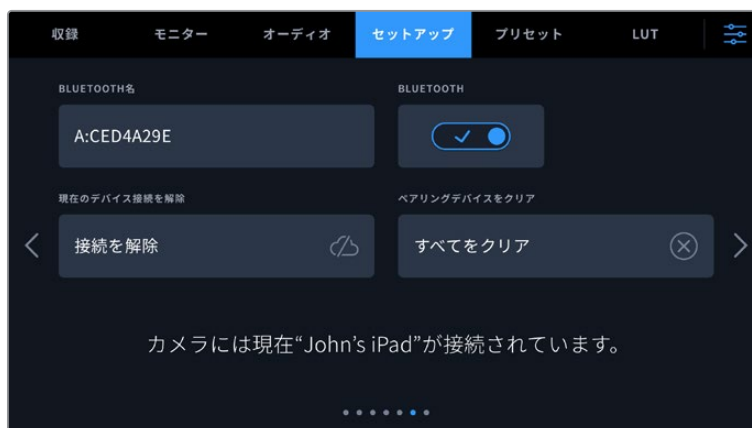 収録 モニター オーディオ セットアップ プリセット LUT
BLUETOOTH名 BLUETOOTH
A:CED4A29E
現在のデバイス接続を解除 ペアリングデバイスをクリア
接続を解除 すべてをクリア
カメラには現在“John’s iPad”が接続されています。